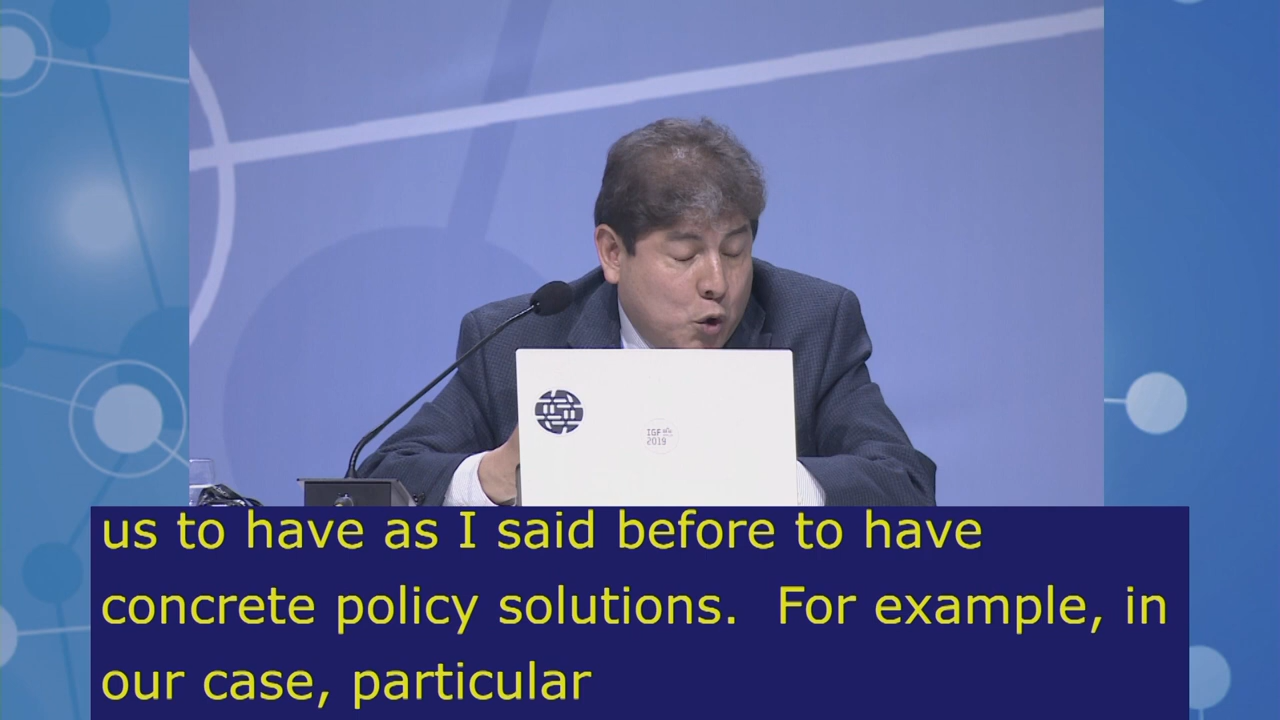 IGF
2019
us to have as I said before to have
concrete policy solutions.  For example, in
our case, particular